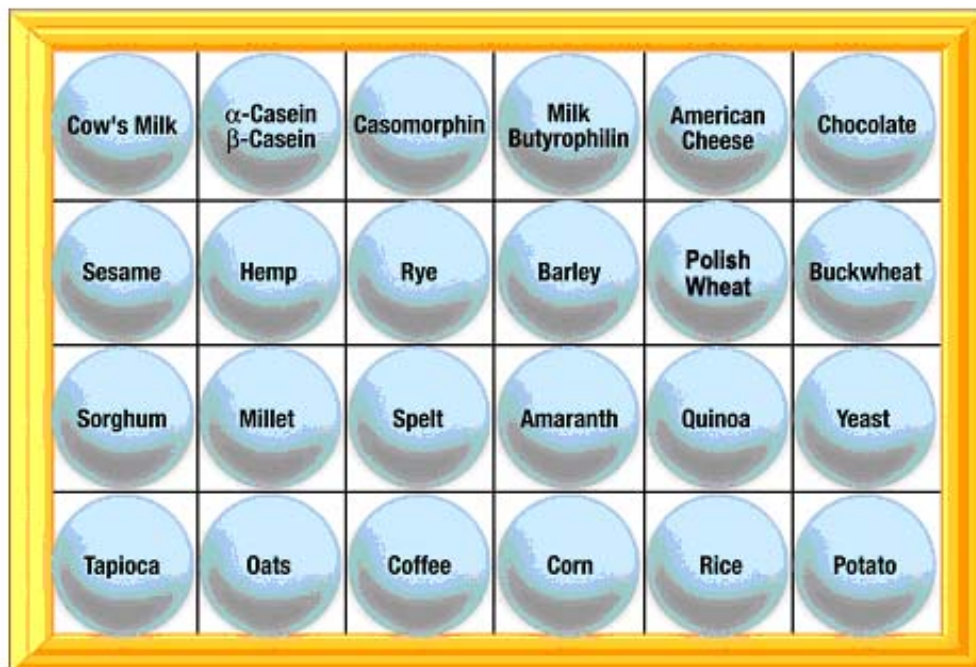 Cow's Milk
α-Casein
β-Casein
Casomorphin
Milk
Butyrophilin
American
Cheese
Chocolate
Sesame
Hemp
Rye
Barley
Polish
Wheat
Buckwheat
Sorghum
Millet
Spelt
Amaranth
Quinoa
Yeast
Tapioca
Oats
Coffee
Corn
Rice
Potato